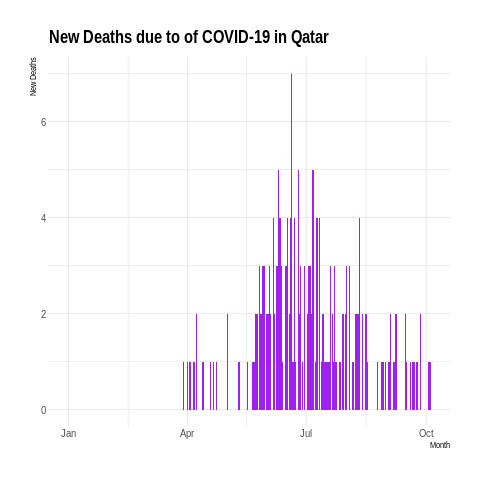 New Deaths due to of COVID-19 in Qatar
New Deaths
6
4
2
0
Jan Apr Jul Oct
Month